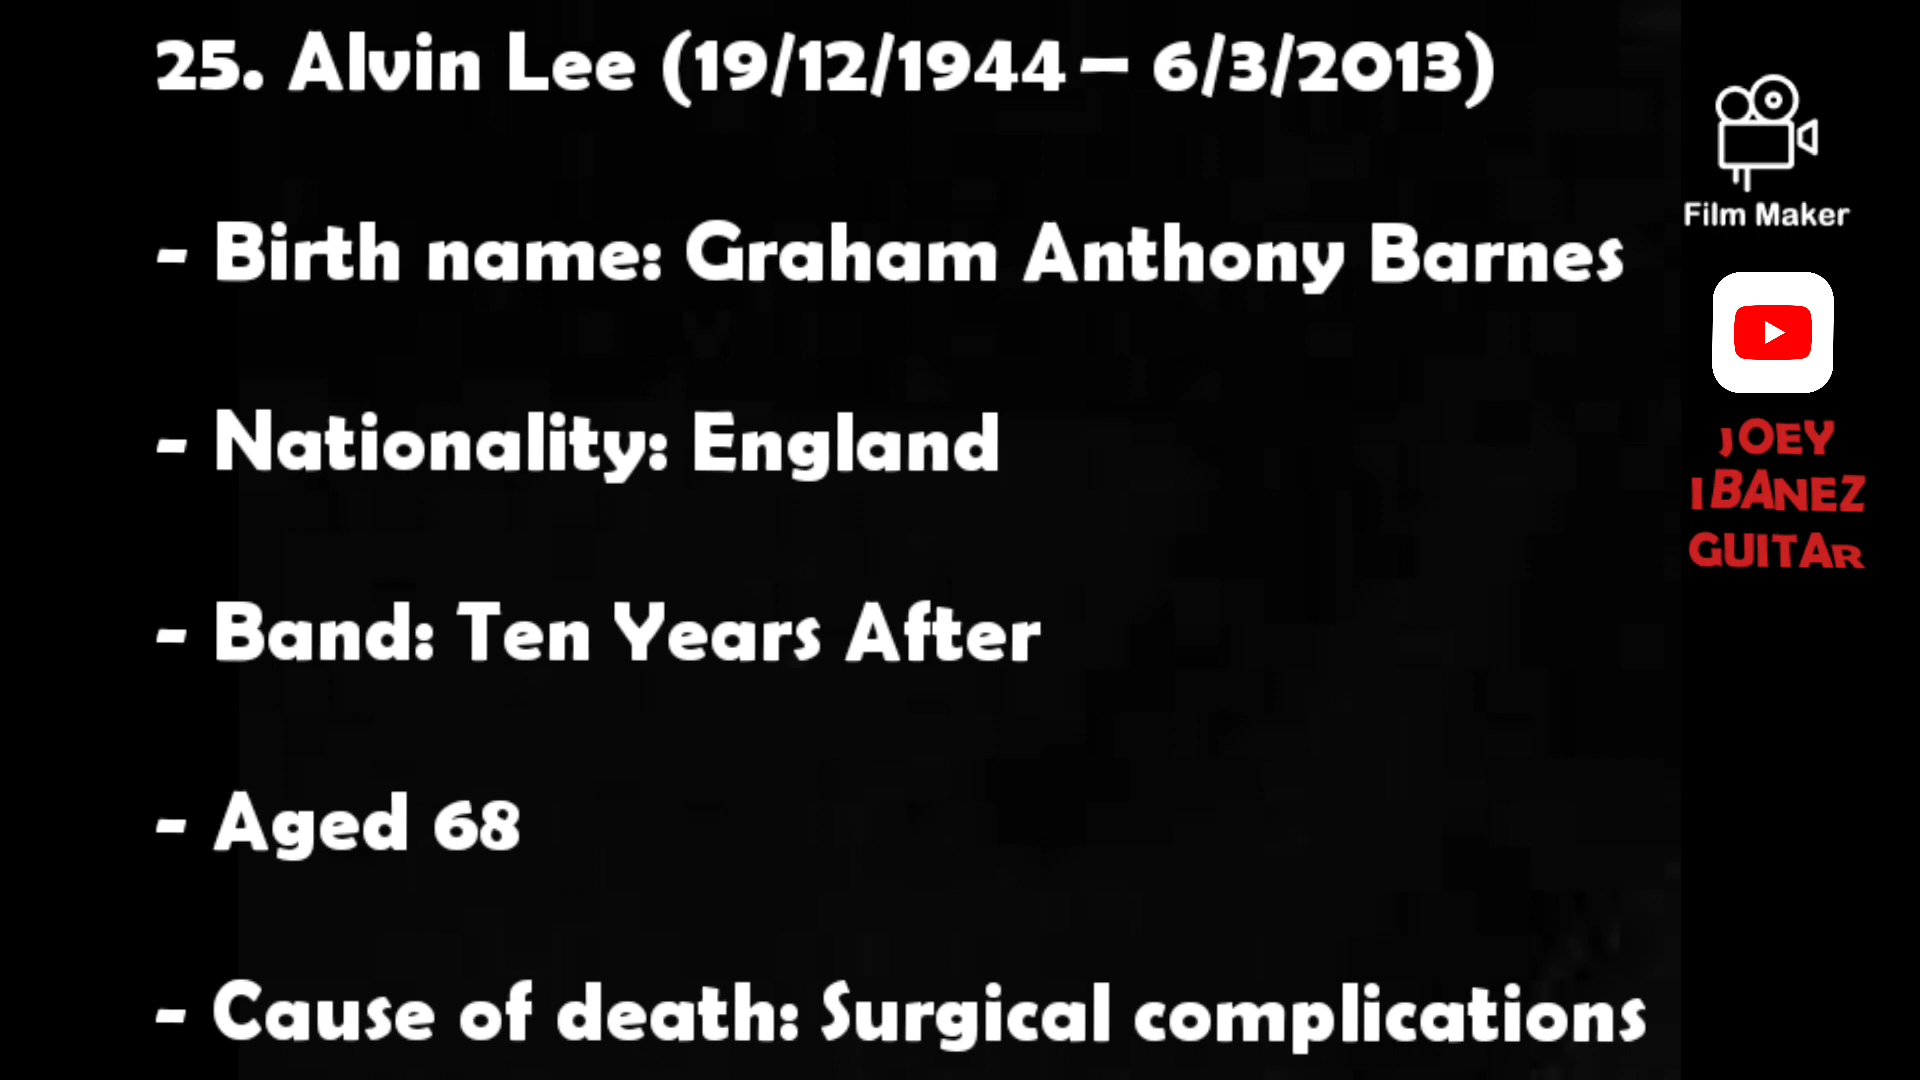 25. Alvin Lee (19/12/1944 – 6/3/2013)
- Birth name: Graham Anthony Barnes
- Nationality: England
- Band: Ten Years After
- Aged 68
- Cause of death: Surgical complications
Film Maker
JOEY
IBANEZ
GUITAR